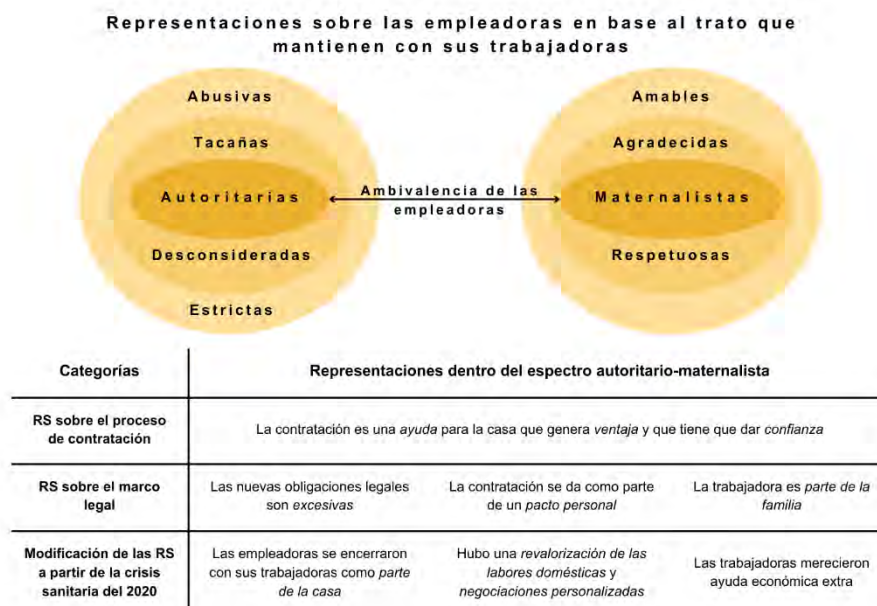 Representaciones sobre las empleadoras en base al trato que
mantienen con sus trabajadoras
Abusivas
Tacañas
Autoritarias
Desconsideradas
Estrictas
Ambivalencia de las
empleadoras
Amables
Agradecidas
Maternalistas
Respetuosas
Categorías
Representaciones dentro del espectro autoritario-maternalista
RS sobre el proceso
de contratación
La contratación es una ayuda para la casa que genera ventaja y que tiene que dar confianza
RS sobre el marco
legal
Las nuevas obligaciones legales
son excesivas
La contratación se da como parte
de un pacto personal
La trabajadora es parte de la
familia
Modificación de las RS
a partir de la crisis
sanitaria del 2020
Las empleadoras se encerraron
con sus trabajadoras como parte
de la casa
Hubo una revalorización de las
labores domésticas y
negociaciones personalizadas
Las trabajadoras merecieron
ayuda económica extra